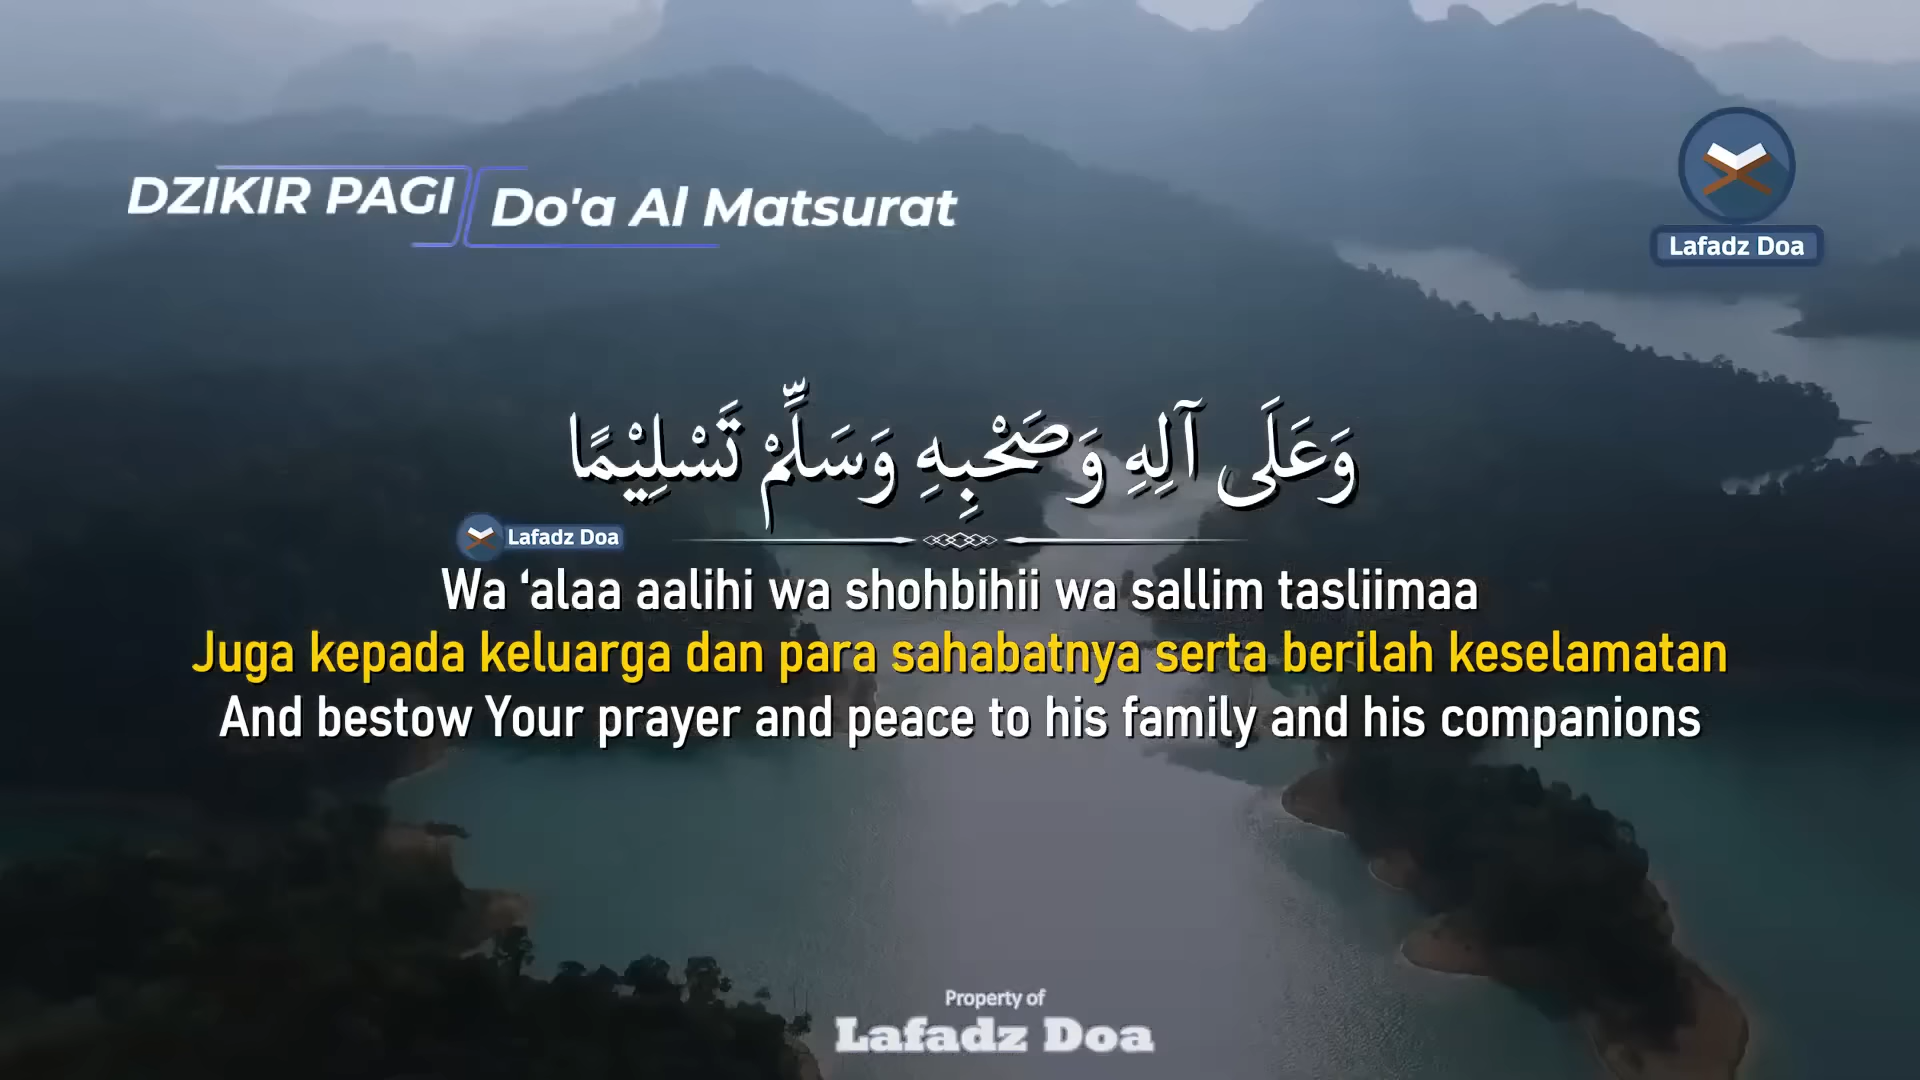 DZIKIR PAGI
Do'a Al Matsurat
Lafadz Doa
وَعَلَى آلِهِ وَصَحْبِهِ وَسَلِّمْ تَسْلِيْمًا
Lafadz Doa
Wa ‘alaa aalihi wa shohbihii wa sallim tasliimaa
Juga kepada keluarga dan para sahabatnya serta berilah keselamatan
And bestow Your prayer and peace to his family and his companions
Property of
Lafadz Doa